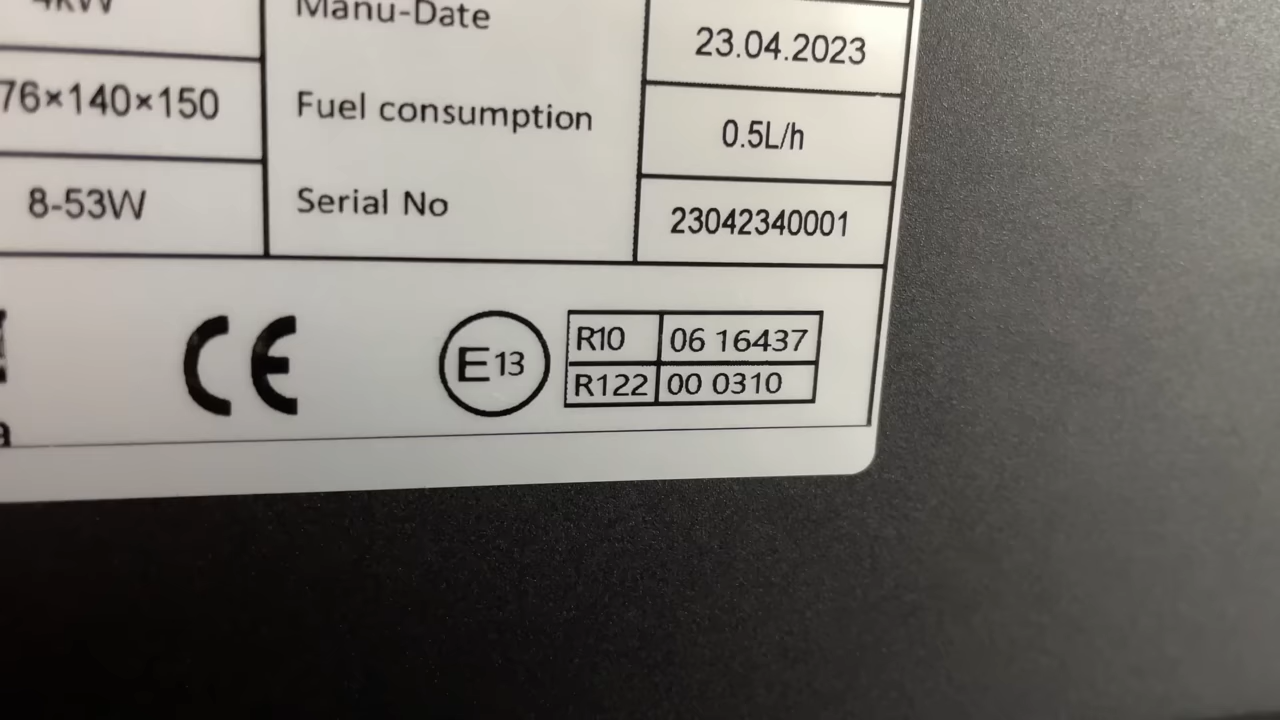 4kW
Manu-Date
23.04.2023
76×140×150
Fuel consumption
0.5L/h
8-53W
Serial No
23042340001
CE
E13
R10
06 16437
R122
00 0310
a